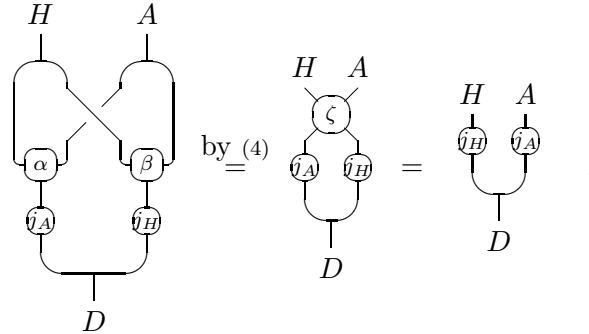 H A
H A
ζ
H A
α β
by (4)
= =
j_A j_H
j_H j_A
j_A j_H
D
D
D